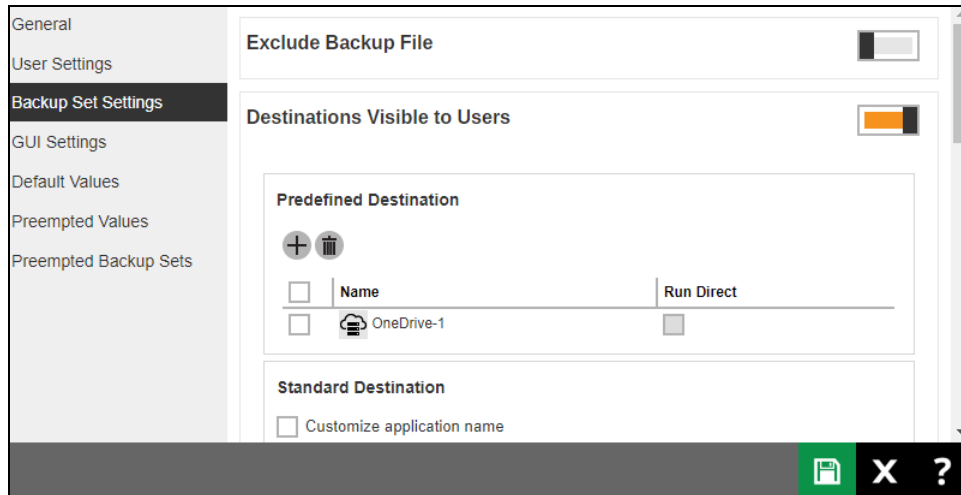 General
User Settings
Backup Set Settings
GUI Settings
Default Values
Preempted Values
Preempted Backup Sets
Exclude Backup File
Destinations Visible to Users
Predefined Destination
Name Run Direct
OneDrive-1
Standard Destination
Customize application name
X ?